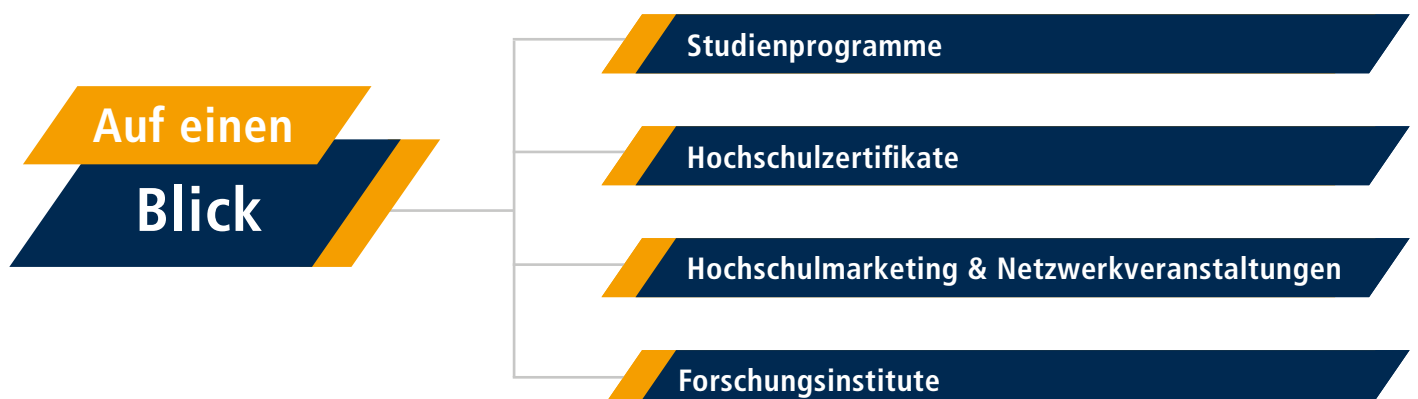 Auf einen
Blick
Studienprogramme
Hochschulzertifikate
Hochschulmarketing & Netzwerkveranstaltungen
Forschungsinstitute